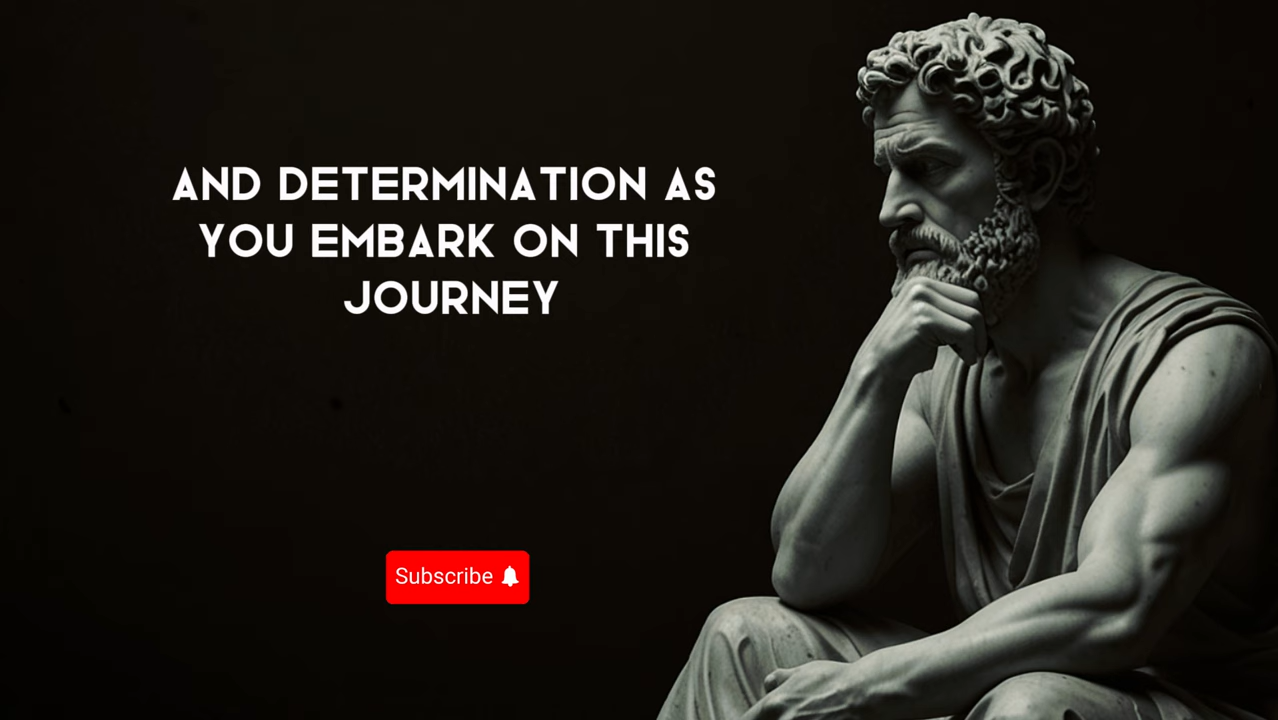 AND DETERMINATION AS
YOU EMBARK ON THIS
JOURNEY
Subscribe